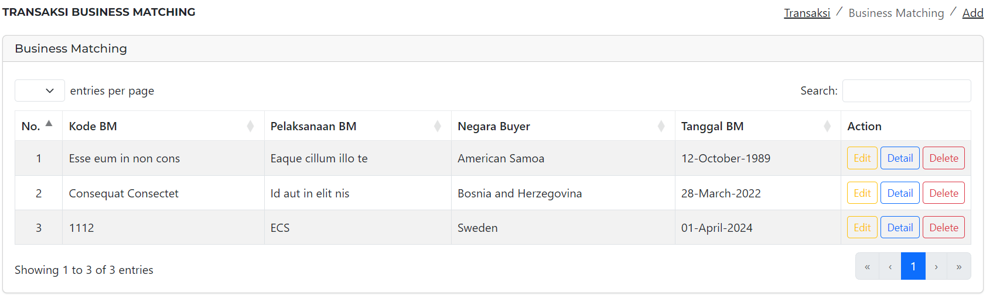 TRANSAKSI BUSINESS MATCHING
Transaksi / Business Matching / Add
Business Matching
entries per page
Search:
No. Kode BM Pelaksanaan BM Negara Buyer Tanggal BM Action
1 Esse eum in non cons Eaque cillum illo te American Samoa 12-October-1989 Edit Detail Delete
2 Consequat Consectet Id aut in elit nis Bosnia and Herzegovina 28-March-2022 Edit Detail Delete
3 1112 ECS Sweden 01-April-2024 Edit Detail Delete
Showing 1 to 3 of 3 entries
« ‹ 1 › »